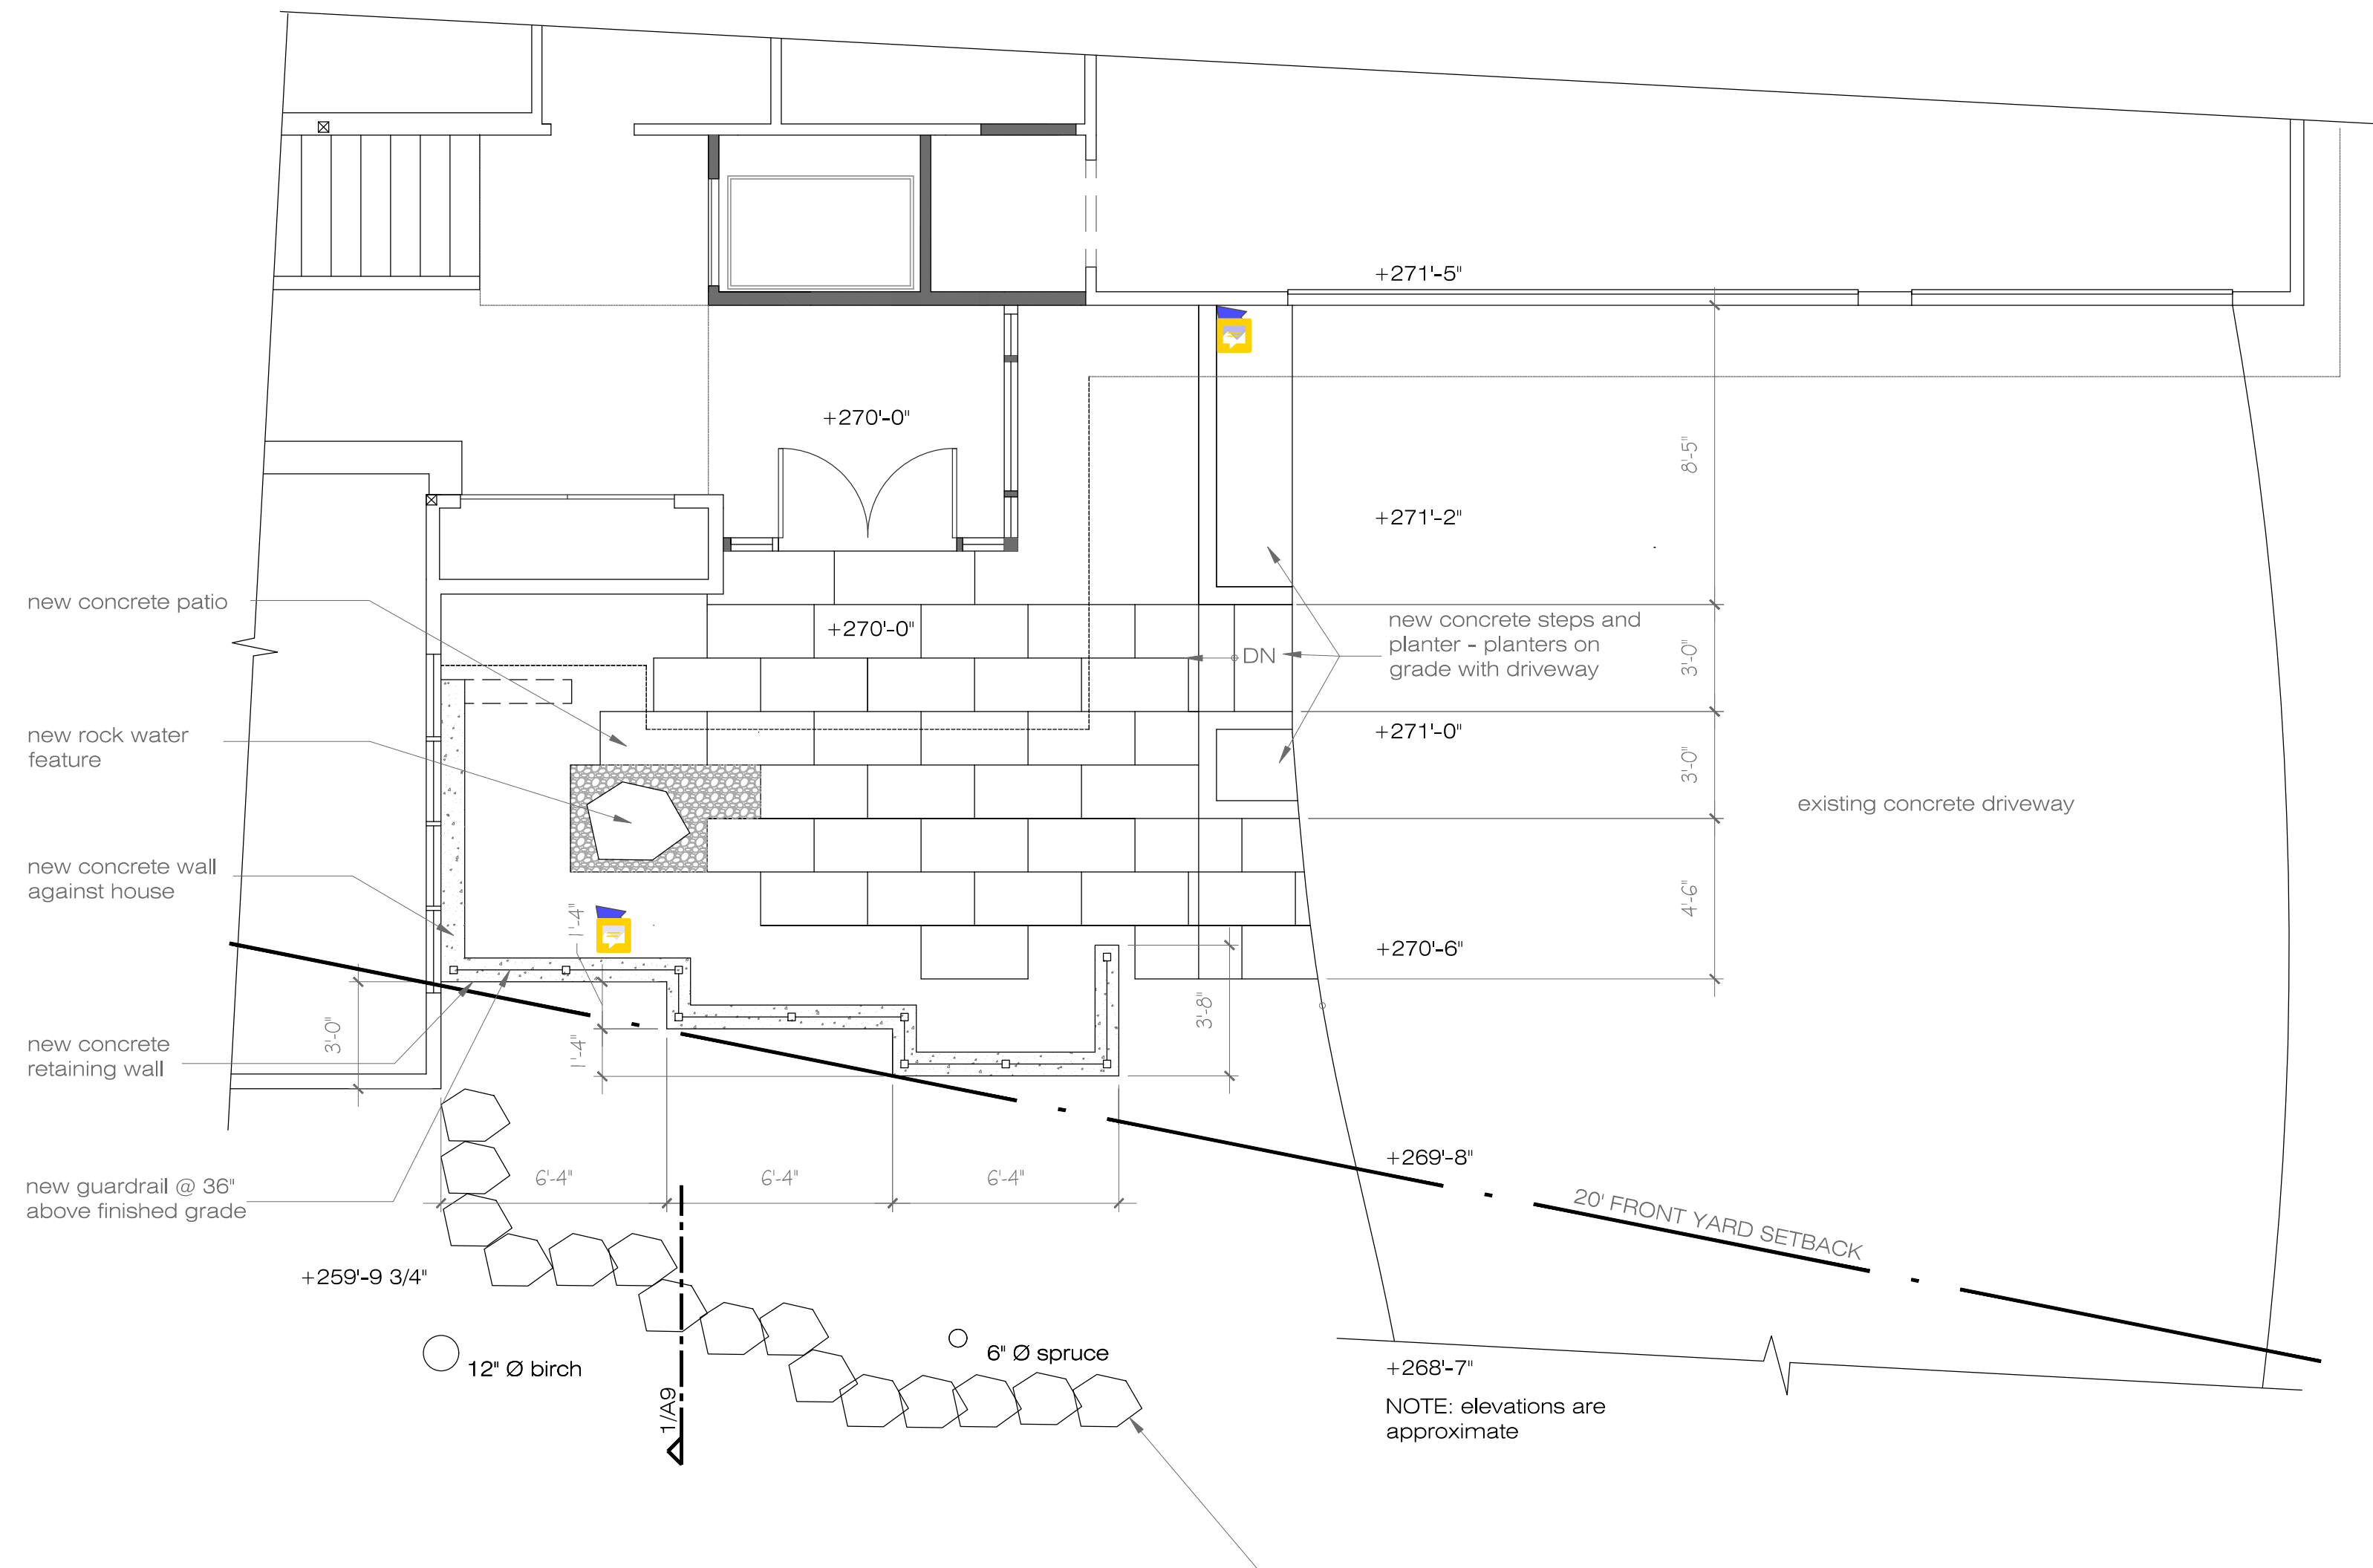 +271'-5"
+270'-0"
8'-5"
+271'-2"
new concrete patio
+270'-0"
new concrete steps and
planter - planters on
grade with driveway
DN
3'-0"
new rock water
feature
+271'-0"
3'-0"
existing concrete driveway
new concrete wall
against house
1'-4"
4'-6"
+270'-6"
3'-8"
3'-0"
1'-4"
new concrete
retaining wall
+269'-8"
6'-4"
6'-4"
6'-4"
new guardrail @ 36"
above finished grade
20' FRONT YARD SETBACK
+259'-9 3/4"
12" Ø birch
6" Ø spruce
1/A9
+268'-7"
NOTE: elevations are
approximate